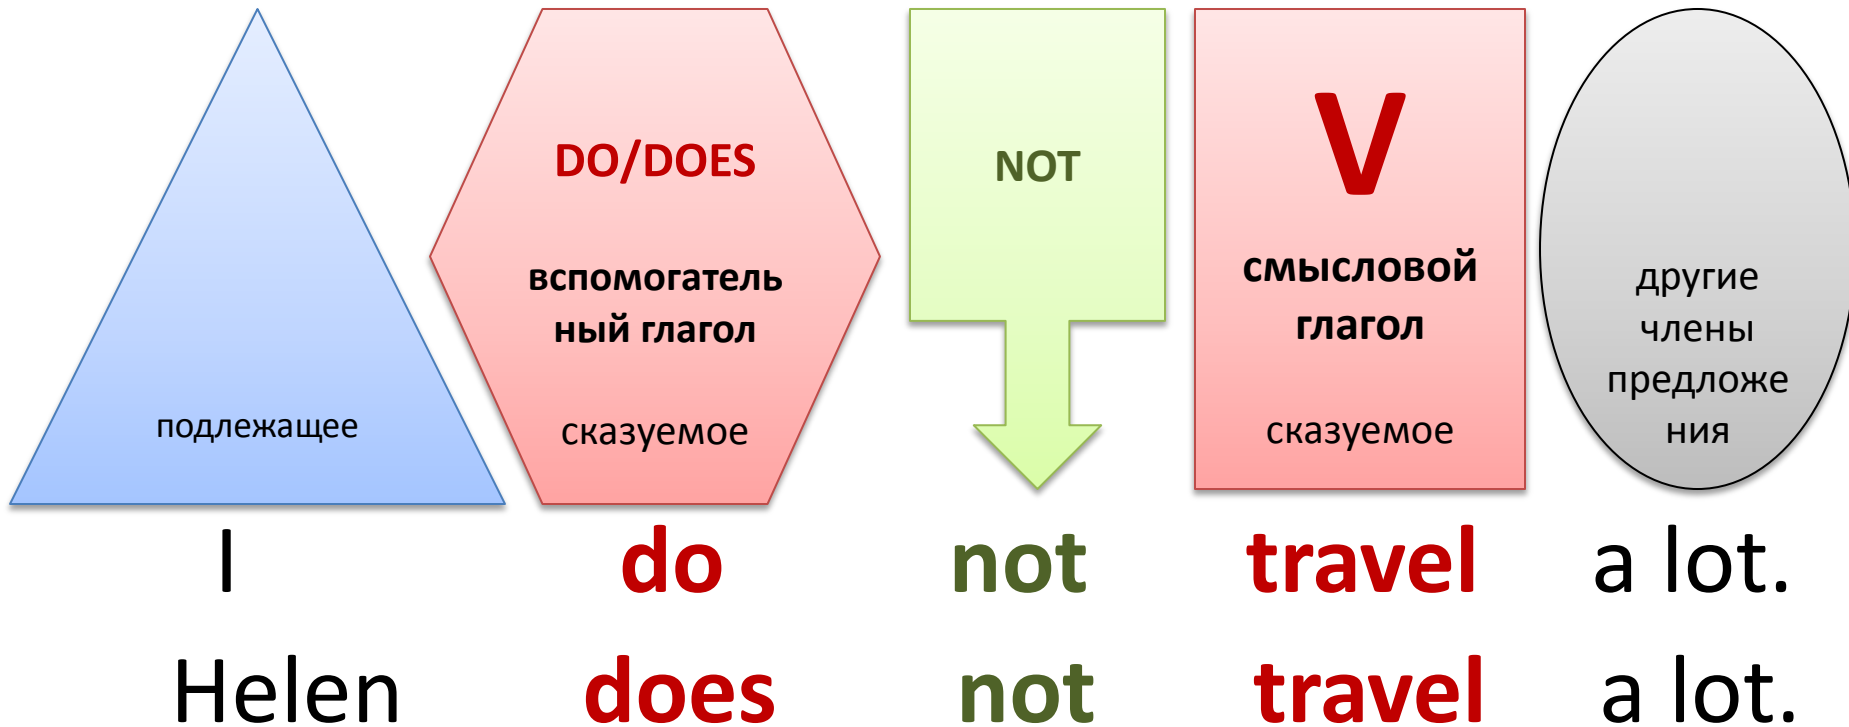 подлежащее
DO/DOES
вспомогатель
ный глагол
сказуемое
NOT
V
смысловой
глагол
сказуемое
другие
члены
предложе
ния
I do not travel a lot.
Helen does not travel a lot.